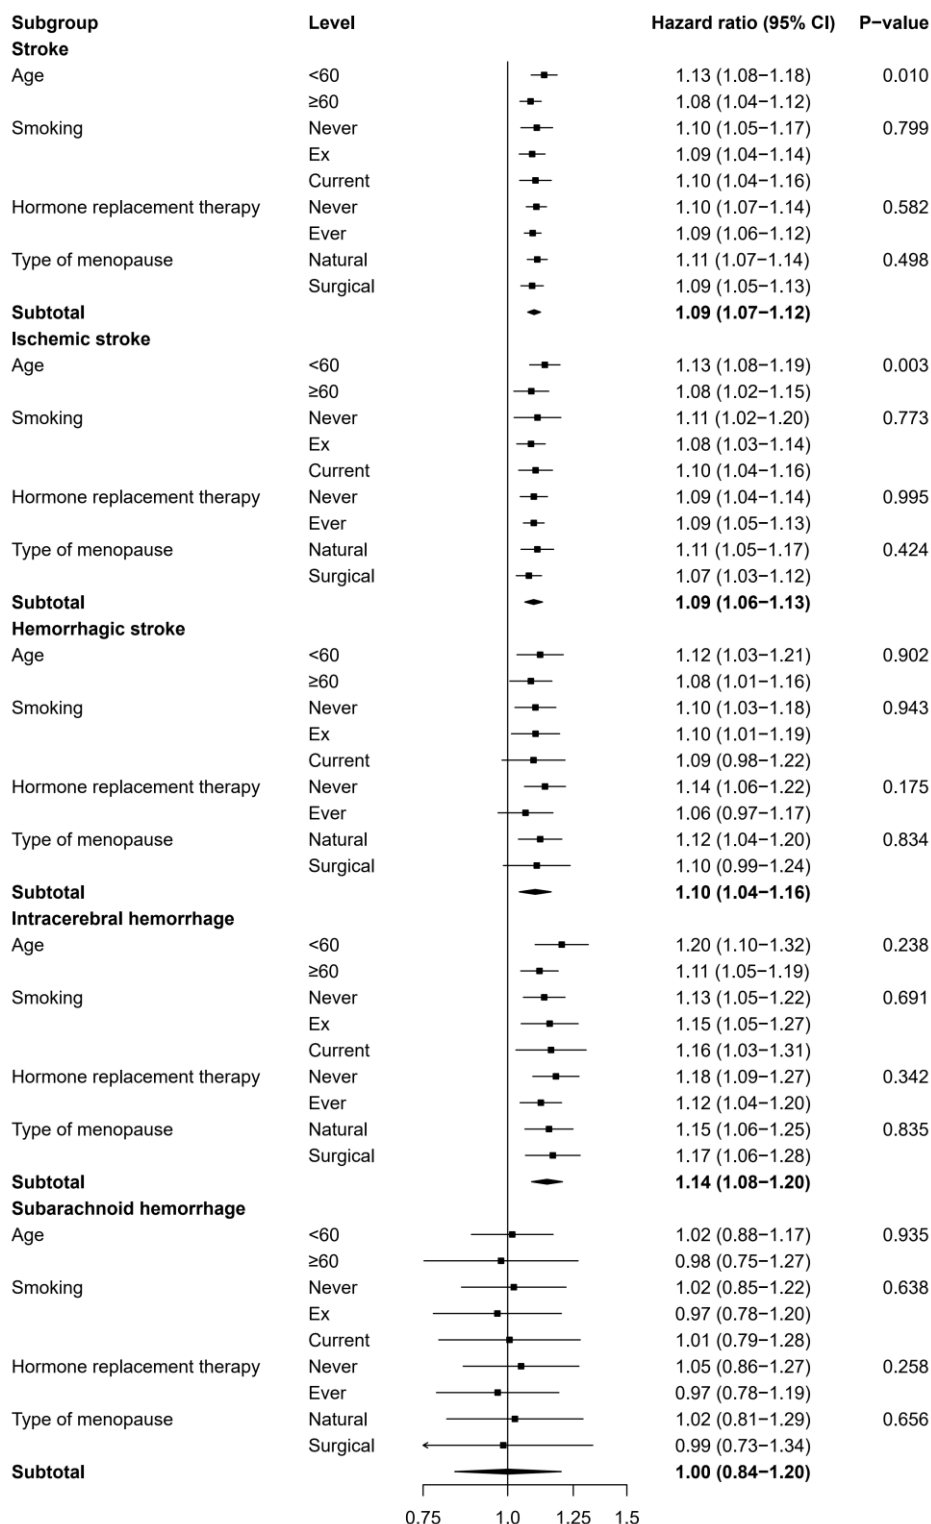 Subgroup Level Hazard ratio (95% CI) P−value
Stroke
Age <60 1.13 (1.08−1.18) 0.010
≥60 1.08 (1.04−1.12)
Smoking Never 1.10 (1.05−1.17) 0.799
Ex 1.09 (1.04−1.14)
Current 1.10 (1.04−1.16)
Hormone replacement therapy Never 1.10 (1.07−1.14) 0.582
Ever 1.09 (1.06−1.12)
Type of menopause Natural 1.11 (1.07−1.14) 0.498
Surgical 1.09 (1.05−1.13)
Subtotal 1.09 (1.07−1.12)
Ischemic stroke
Age <60 1.13 (1.08−1.19) 0.003
≥60 1.08 (1.02−1.15)
Smoking Never 1.11 (1.02−1.20) 0.773
Ex 1.08 (1.03−1.14)
Current 1.10 (1.04−1.16)
Hormone replacement therapy Never 1.09 (1.04−1.14) 0.995
Ever 1.09 (1.05−1.13)
Type of menopause Natural 1.11 (1.05−1.17) 0.424
Surgical 1.07 (1.03−1.12)
Subtotal 1.09 (1.06−1.13)
Hemorrhagic stroke
Age <60 1.12 (1.03−1.21) 0.902
≥60 1.08 (1.01−1.16)
Smoking Never 1.10 (1.03−1.18) 0.943
Ex 1.10 (1.01−1.19)
Current 1.09 (0.98−1.22)
Hormone replacement therapy Never 1.14 (1.06−1.22) 0.175
Ever 1.06 (0.97−1.17)
Type of menopause Natural 1.12 (1.04−1.20) 0.834
Surgical 1.10 (0.99−1.24)
Subtotal 1.10 (1.04−1.16)
Intracerebral hemorrhage
Age <60 1.20 (1.10−1.32) 0.238
≥60 1.11 (1.05−1.19)
Smoking Never 1.13 (1.05−1.22) 0.691
Ex 1.15 (1.05−1.27)
Current 1.16 (1.03−1.31)
Hormone replacement therapy Never 1.18 (1.09−1.27) 0.342
Ever 1.12 (1.04−1.20)
Type of menopause Natural 1.15 (1.06−1.25) 0.835
Surgical 1.17 (1.06−1.28)
Subtotal 1.14 (1.08−1.20)
Subarachnoid hemorrhage
Age <60 1.02 (0.88−1.17) 0.935
≥60 0.98 (0.75−1.27)
Smoking Never 1.02 (0.85−1.22) 0.638
Ex 0.97 (0.78−1.20)
Current 1.01 (0.79−1.28)
Hormone replacement therapy Never 1.05 (0.86−1.27) 0.258
Ever 0.97 (0.78−1.19)
Type of menopause Natural 1.02 (0.81−1.29) 0.656
Surgical 0.99 (0.73−1.34)
Subtotal 1.00 (0.84−1.20)
0.75 1.0 1.25 1.5